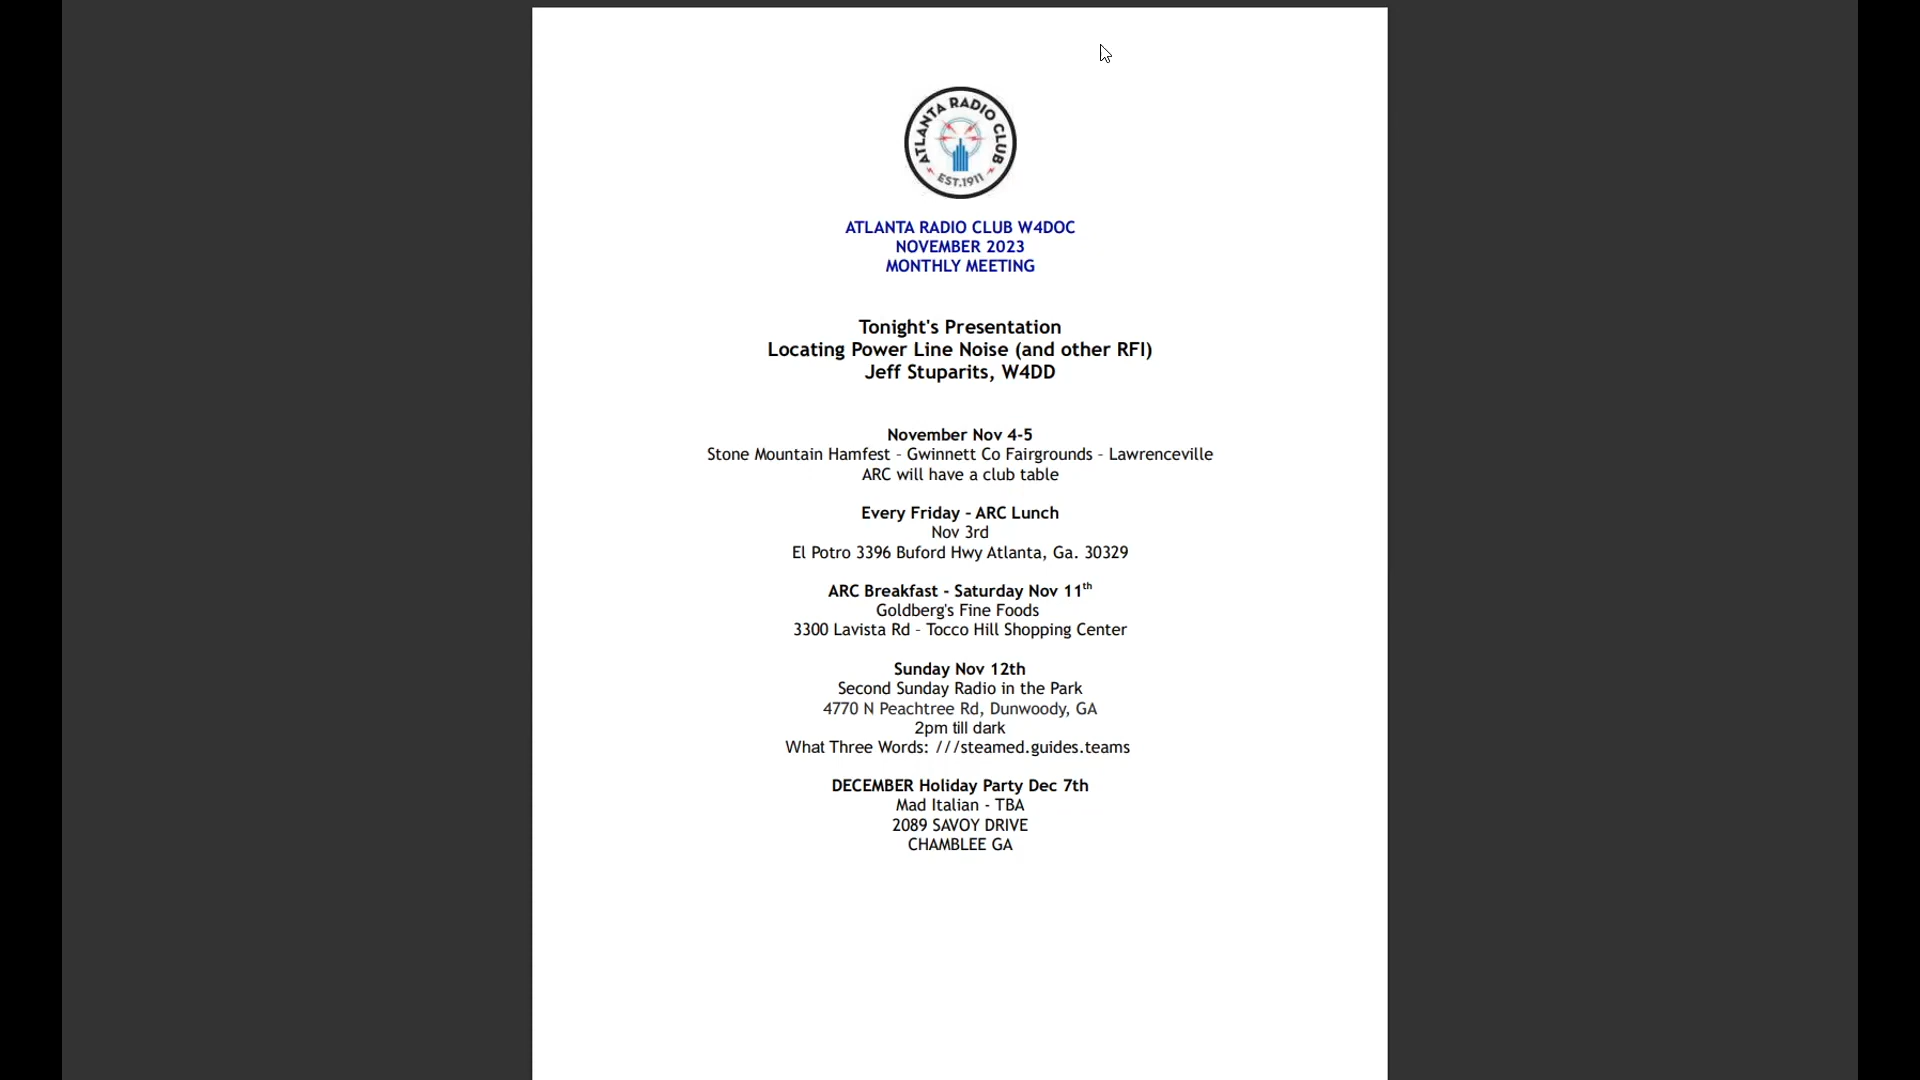 ATLANTA RADIO CLUB
EST.1911
ATLANTA RADIO CLUB W4DOC
NOVEMBER 2023
MONTHLY MEETING
Tonight's Presentation
Locating Power Line Noise (and other RFI)
Jeff Stuparits, W4DD
November Nov 4-5
Stone Mountain Hamfest - Gwinnett Co Fairgrounds - Lawrenceville
ARC will have a club table
Every Friday - ARC Lunch
Nov 3rd
El Potro 3396 Buford Hwy Atlanta, Ga. 30329
ARC Breakfast - Saturday Nov 11th
Goldberg's Fine Foods
3300 Lavista Rd - Tocco Hill Shopping Center
Sunday Nov 12th
Second Sunday Radio in the Park
4770 N Peachtree Rd, Dunwoody, GA
2pm till dark
What Three Words: ///steamed.guides.teams
DECEMBER Holiday Party Dec 7th
Mad Italian - TBA
2089 SAVOY DRIVE
CHAMBLEE GA